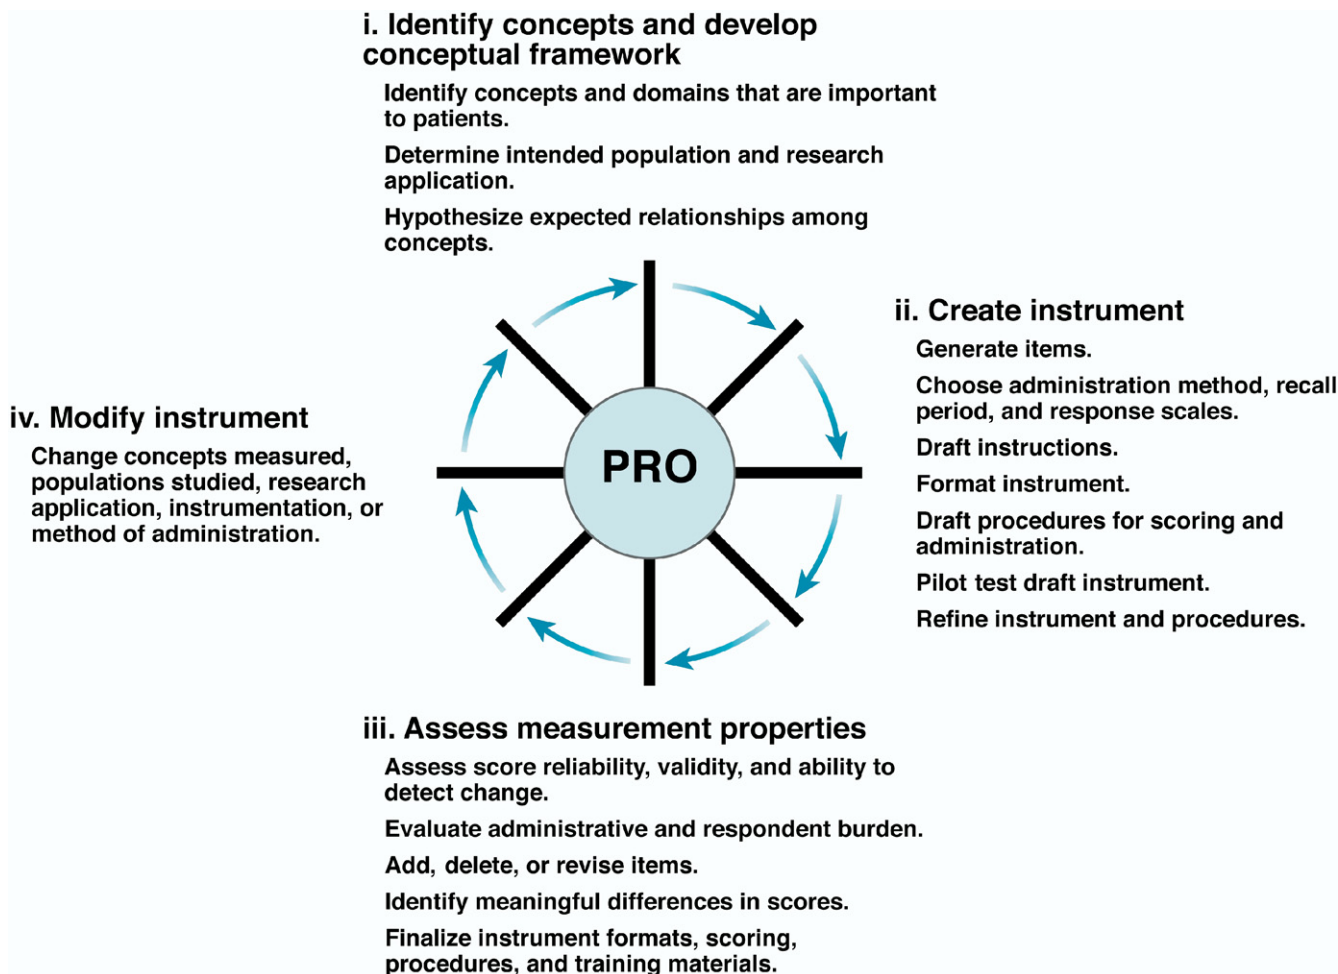 i. Identify concepts and develop
conceptual framework
Identify concepts and domains that are important
to patients.
Determine intended population and research
application.
Hypothesize expected relationships among
concepts.
ii. Create instrument
Generate items.
Choose administration method, recall
period, and response scales.
Draft instructions.
Format instrument.
Draft procedures for scoring and
administration.
Pilot test draft instrument.
Refine instrument and procedures.
PRO
iii. Assess measurement properties
Assess score reliability, validity, and ability to
detect change.
Evaluate administrative and respondent burden.
Add, delete, or revise items.
Identify meaningful differences in scores.
Finalize instrument formats, scoring,
procedures, and training materials.
iv. Modify instrument
Change concepts measured,
populations studied, research
application, instrumentation, or
method of administration.